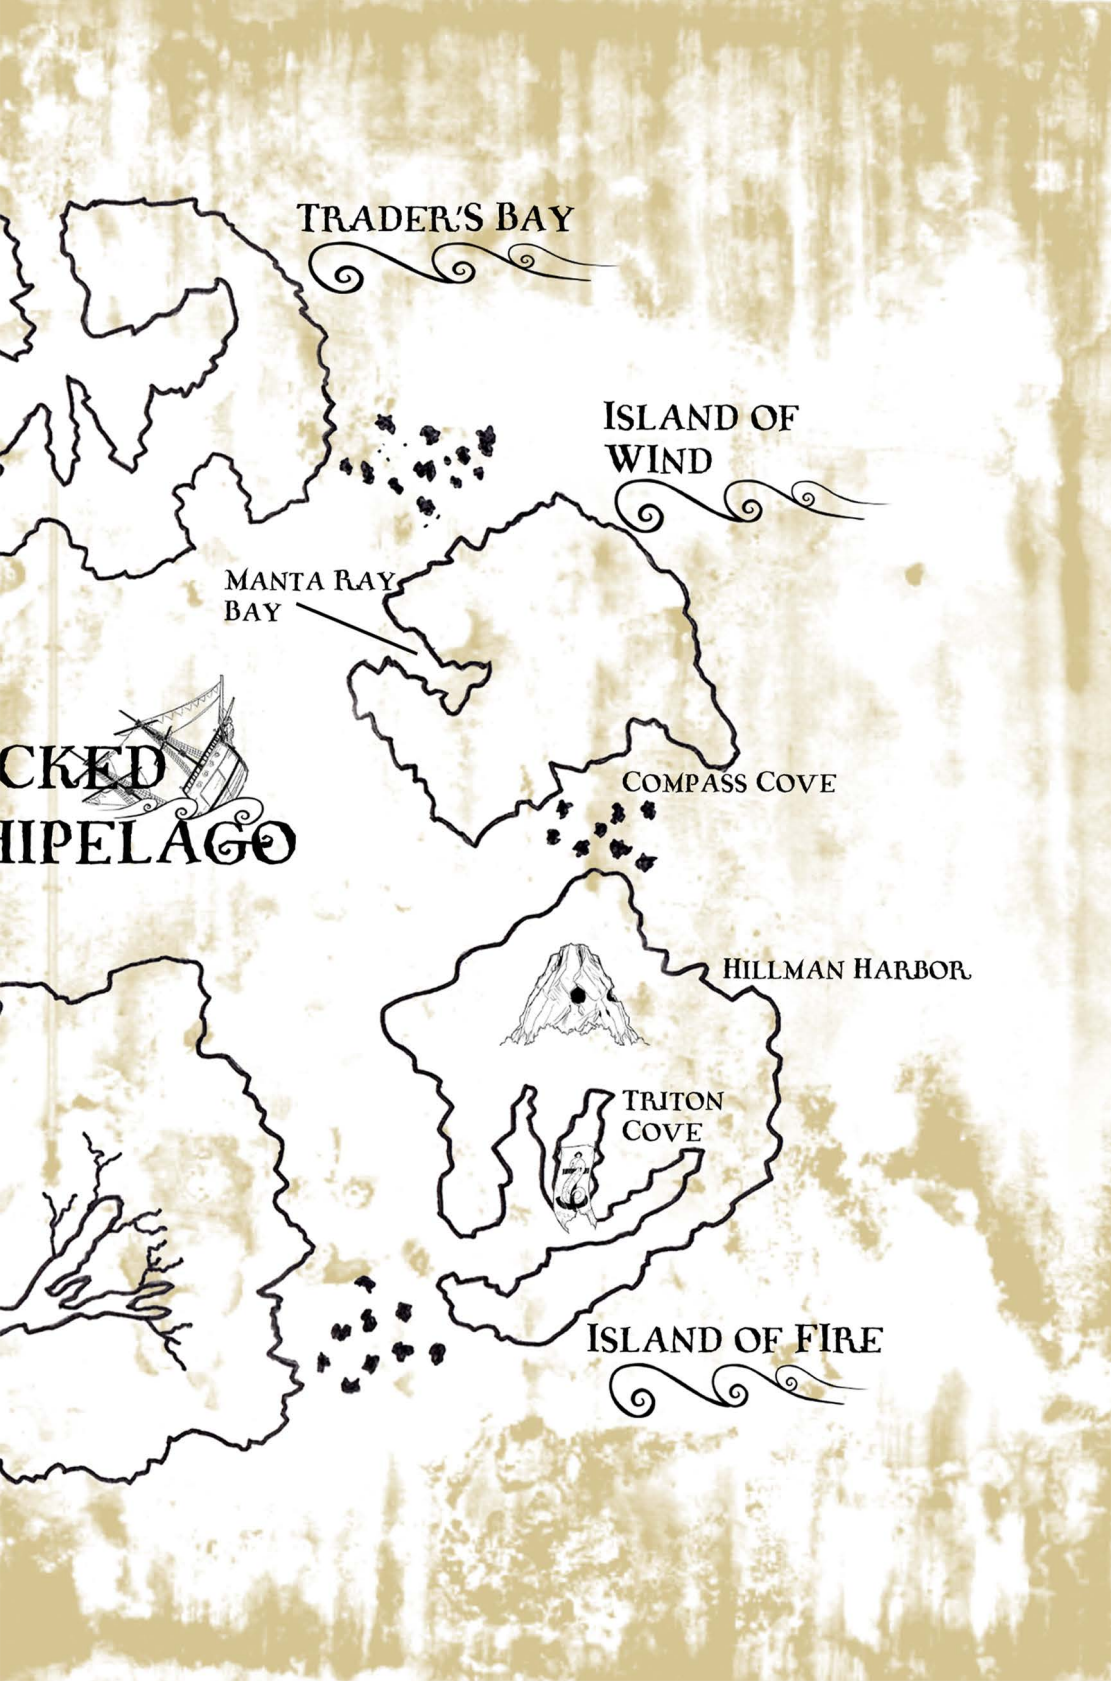 TRADER'S BAY
ISLAND OF
WIND
MANTA RAY
BAY
CKED
HIPELAGO
COMPASS COVE
HILLMAN HARBOR
TRITON
COVE
ISLAND OF FIRE